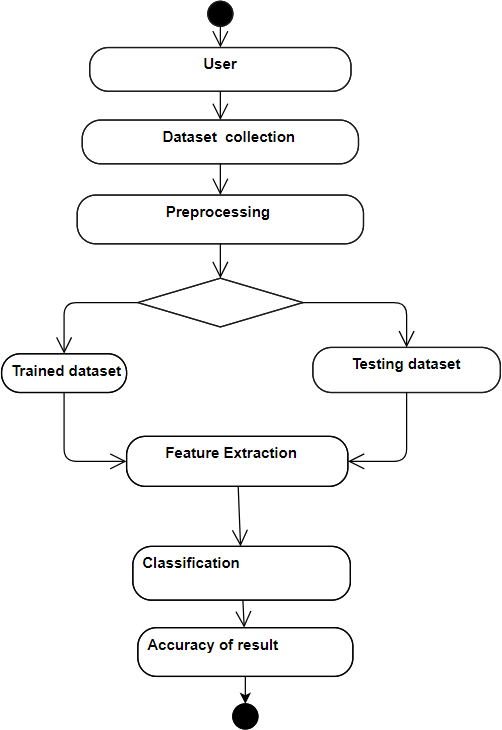 User
Dataset  collection
Preprocessing
Trained dataset
Testing dataset
Feature Extraction
Classification
Accuracy of result